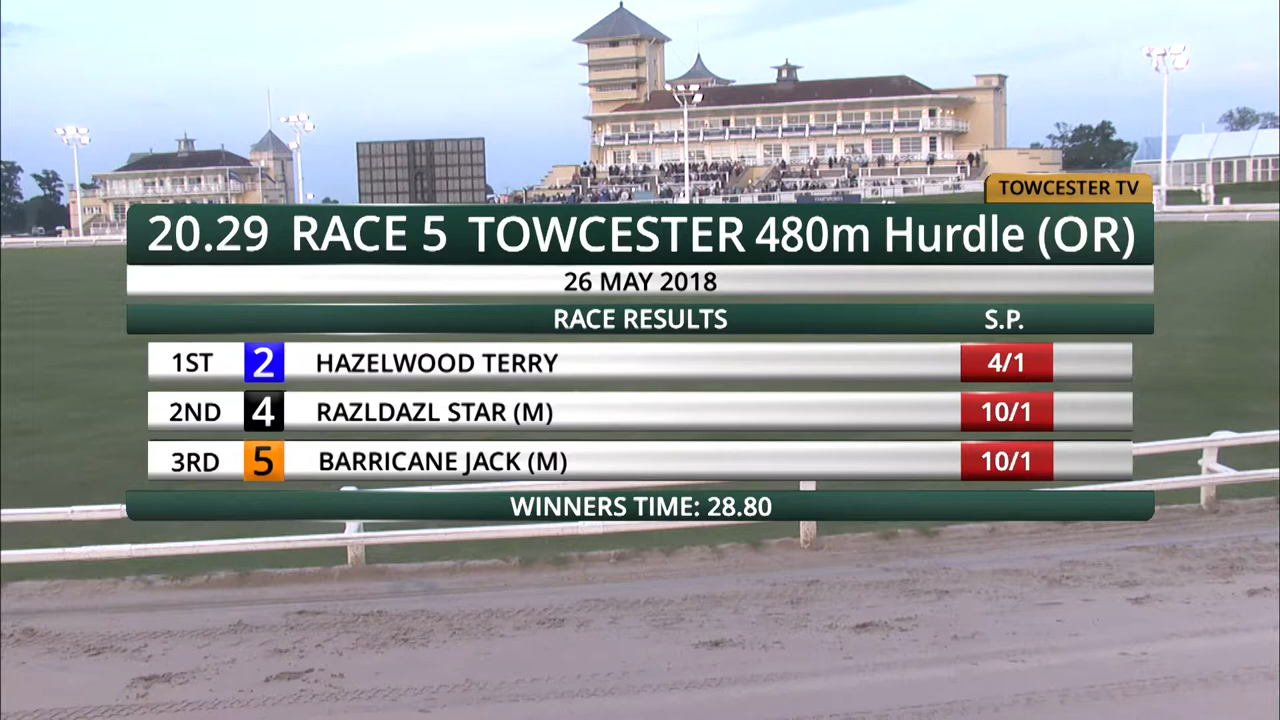 TOWCESTER TV
20.29 RACE 5 TOWCESTER 480m Hurdle (OR)
26 MAY 2018
RACE RESULTS S.P.
1ST 2 HAZELWOOD TERRY 4/1
2ND 4 RAZLDAZL STAR (M) 10/1
3RD 5 BARRICANE JACK (M) 10/1
WINNERS TIME: 28.80